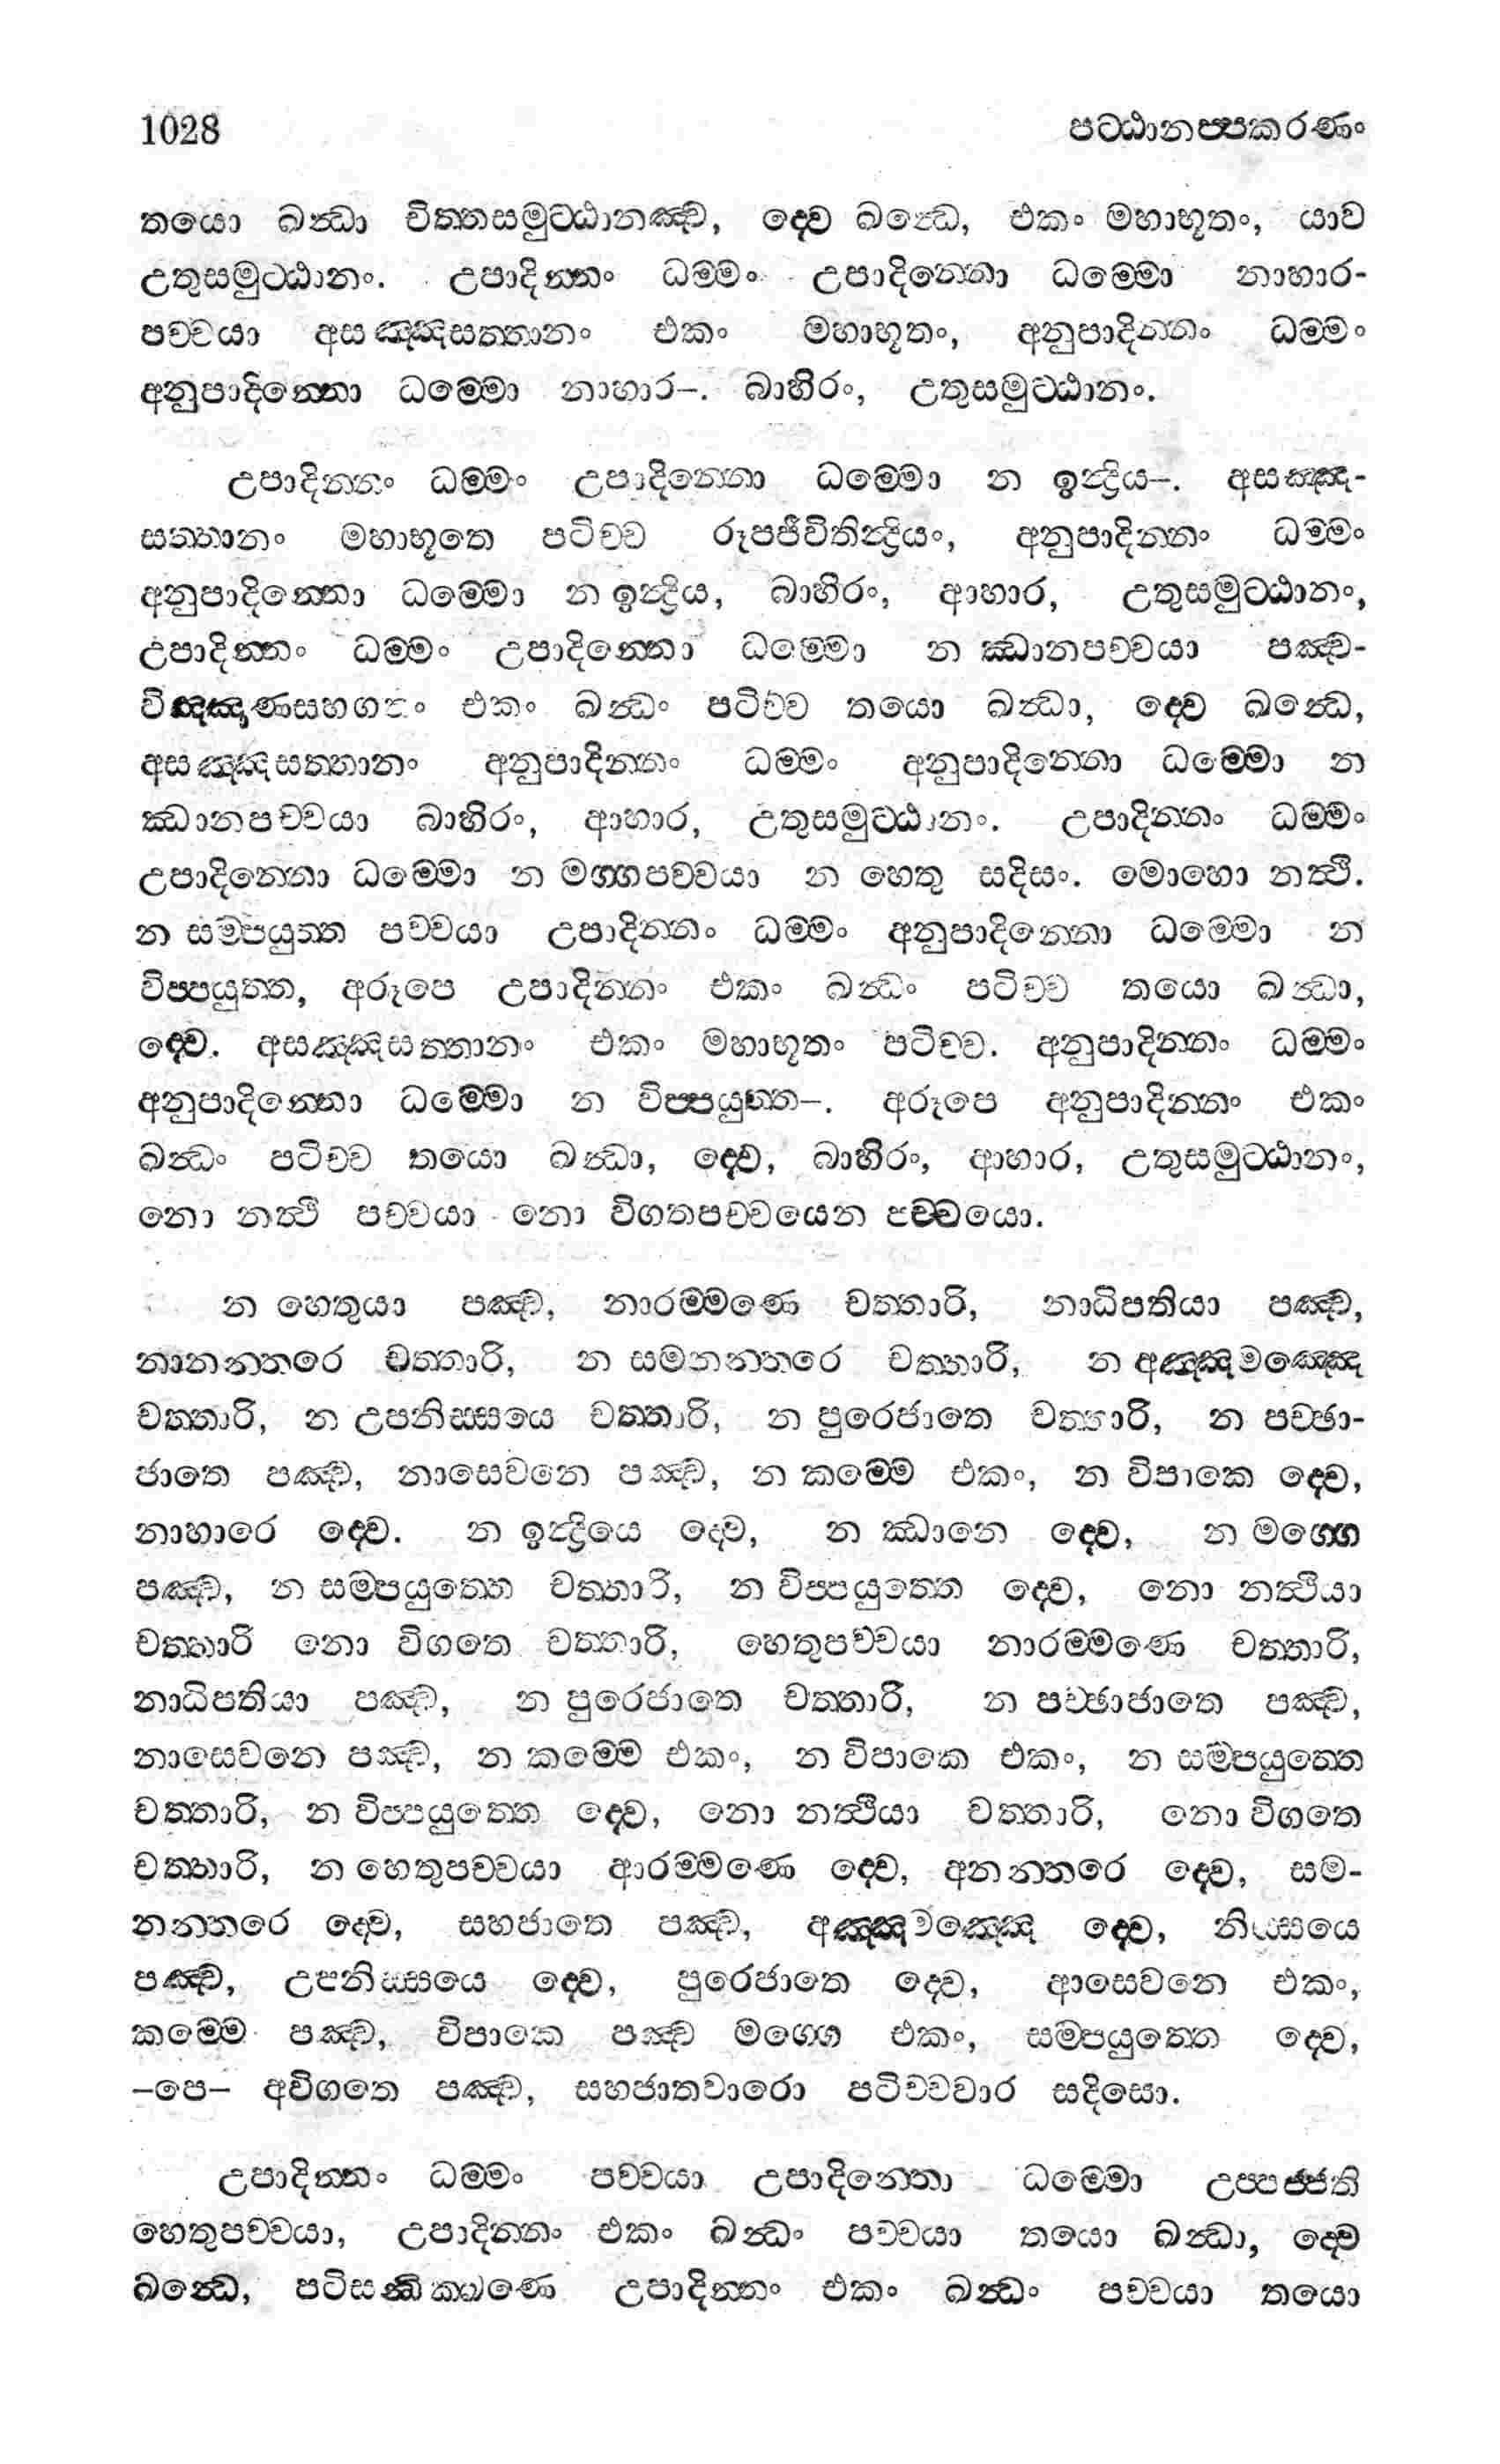 1028 පට්ඨානප්පකරණං
තයො ඛන්ධා චිත්තසමුට්ඨානඤ්ච, ද්වෙ ඛන්ධෙ, එකං මහාභූතං, යාව
උතුසමුට්ඨානං. උපාදින්නං ධම්මං උපාදින්නො ධම්මො නාහාර-
පච්චයා අසඤ්ඤසත්තානං එකං මහාභූතං, අනුපාදින්නං ධම්මං
අනුපාදින්නො ධම්මො නාහාර–. බාහිරං, උතුසමුට්ඨානං.
උපාදින්නං ධම්මං උපාදින්නො ධම්මො න ඉන්ද්‍රිය–. අසඤ්ඤ-
සත්තානං මහාභූතෙ පටිච්ච රූපජීවිතින්ද්‍රියං, අනුපාදින්නං ධම්මං
අනුපාදින්නො ධම්මො න ඉන්ද්‍රිය, බාහිරං, ආහාර, උතුසමුට්ඨානං,
උපාදින්නං ධම්මං උපාදින්නො ධම්මො න ඣානපච්චයා පඤ්ච-
විඤ්ඤාණසහගතං එකං ඛන්ධං පටිච්ච තයො ඛන්ධා, ද්වෙ ඛන්ධෙ,
අසඤ්ඤසත්තානං අනුපාදින්නං ධම්මං අනුපාදින්නො ධම්මො න
ඣානපච්චයා බාහිරං, ආහාර, උතුසමුට්ඨානං. උපාදින්නං ධම්මං
උපාදින්නො ධම්මො න මග්ගපච්චයා න හෙතු සදිසං. මොහො නත්ථි.
න සම්පයුත්ත පච්චයා උපාදින්නං ධම්මං අනුපාදින්නො ධම්මො න
විප්පයුත්ත, අරූපෙ උපාදින්නං එකං ඛන්ධං පටිච්ච තයො ඛන්ධා,
ද්වෙ. අසඤ්ඤසත්තානං එකං මහාභූතං පටිච්ච. අනුපාදින්නං ධම්මං
අනුපාදින්නො ධම්මො න විප්පයුත්ත–. අරූපෙ අනුපාදින්නං එකං
ඛන්ධං පටිච්ච තයො ඛන්ධා, ද්වෙ, බාහිරං, ආහාර, උතුසමුට්ඨානං,
නො නත්ථි පච්චයා නො විගතපච්චයෙන පච්චයො.
න හෙතුයා පඤ්ච, නාරම්මණෙ චත්තාරි, නාධිපතියා පඤ්ච,
නානන්තරෙ චත්තාරි, න සමනන්තරෙ චත්තාරි, න අඤ්ඤමඤ්ඤෙ
චත්තාරි, න උපනිස්සයෙ චත්තාරි, න පුරෙජාතෙ චත්තාරි, න පච්ඡා-
ජාතෙ පඤ්ච, නාසෙවනෙ පඤ්ච, න කම්මෙ එකං, න විපාකෙ ද්වෙ,
නාහාරෙ ද්වෙ. න ඉන්ද්‍රියෙ ද්වෙ, න ඣානෙ ද්වෙ, න මග්ගෙ
පඤ්ච, න සම්පයුත්තෙ චත්තාරි, න විප්පයුත්තෙ ද්වෙ, නො නත්ථියා
චත්තාරි නො විගතෙ චත්තාරි, හෙතුපච්චයා නාරම්මණෙ චත්තාරි,
නාධිපතියා පඤ්ච, න පුරෙජාතෙ චත්තාරි, න පච්ඡාජාතෙ පඤ්ච,
නාසෙවනෙ පඤ්ච, න කම්මෙ එකං, න විපාකෙ එකං, න සම්පයුත්තෙ
චත්තාරි, න විප්පයුත්තෙ ද්වෙ, නො නත්ථියා චත්තාරි, නො විගතෙ
චත්තාරි, න හෙතුපච්චයා ආරම්මණෙ ද්වෙ, අනන්තරෙ ද්වෙ, සම-
නන්තරෙ ද්වෙ, සහජාතෙ පඤ්ච, අඤ්ඤමඤ්ඤෙ ද්වෙ, නිස්සයෙ
පඤ්ච, උපනිස්සයෙ ද්වෙ, පුරෙජාතෙ ද්වෙ, ආසෙවනෙ එකං,
කම්මෙ පඤ්ච, විපාකෙ පඤ්ච මග්ගෙ එකං, සම්පයුත්තෙ ද්වෙ,
–පෙ– අවිගතෙ පඤ්ච, සහජාතවාරො පටිච්චවාර සදිසො.
උපාදින්නං ධම්මං පච්චයා උපාදින්නො ධම්මො උප්පජ්ජති
හෙතුපච්චයා, උපාදින්නං එකං ඛන්ධං පච්චයා තයො ඛන්ධා, ද්වෙ
ඛන්ධෙ, පටිසන්ධික්ඛණෙ උපාදින්නං එකං ඛන්ධං පච්චයා තයො